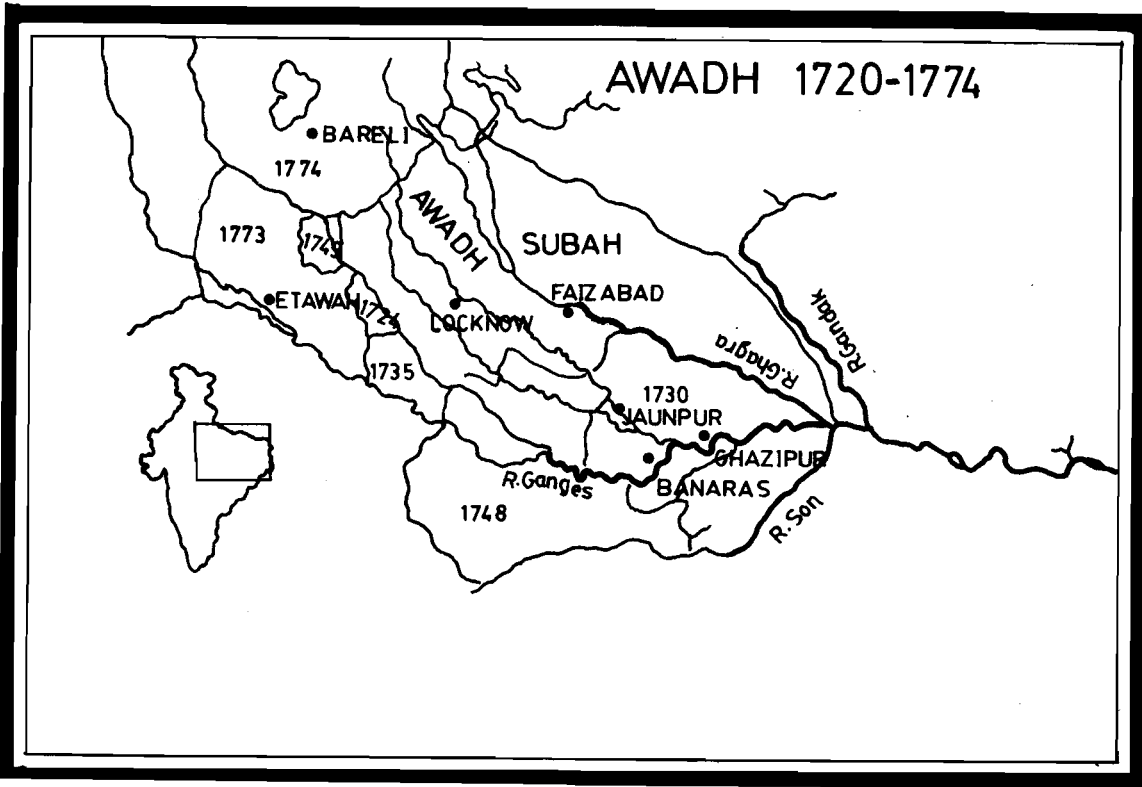 AWADH 1720-1774
BARELI
1774
AWADH
1773
1749
SUBAH
FAIZABAD
ETAWAH
1724
LOCKNOW
R.Gandak
R.Ghagra
1735
1730
JAUNPUR
GHAZIPUR
R.Ganges
BANARAS
1748
R. Son